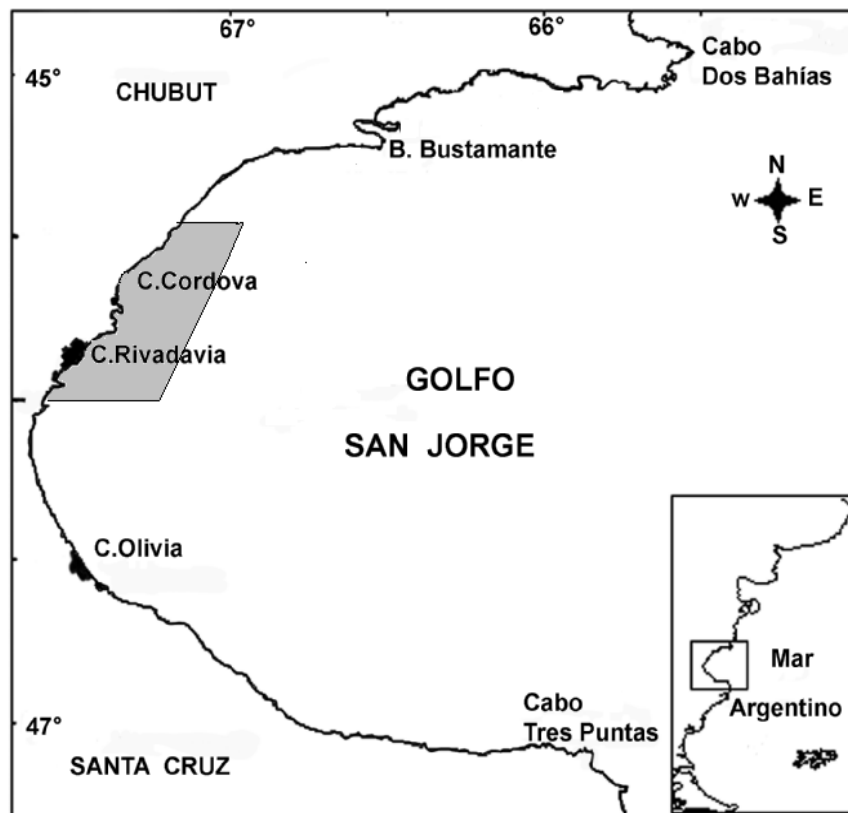 67°
66°
45°
Cabo
Dos Bahías
CHUBUT
B. Bustamante
N
W
E
S
C.Cordova
C.Rivadavia
GOLFO
SAN JORGE
C.Olivia
Mar
Argentino
Cabo
Tres Puntas
47°
SANTA CRUZ